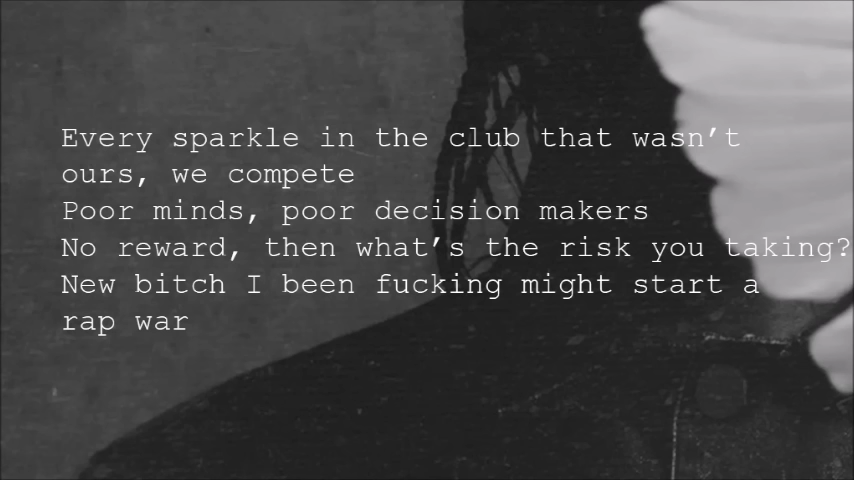 Every sparkle in the club that wasn’t
ours, we compete
Poor minds, poor decision makers
No reward, then what’s the risk you taking?
New bitch I been fucking might start a
rap war